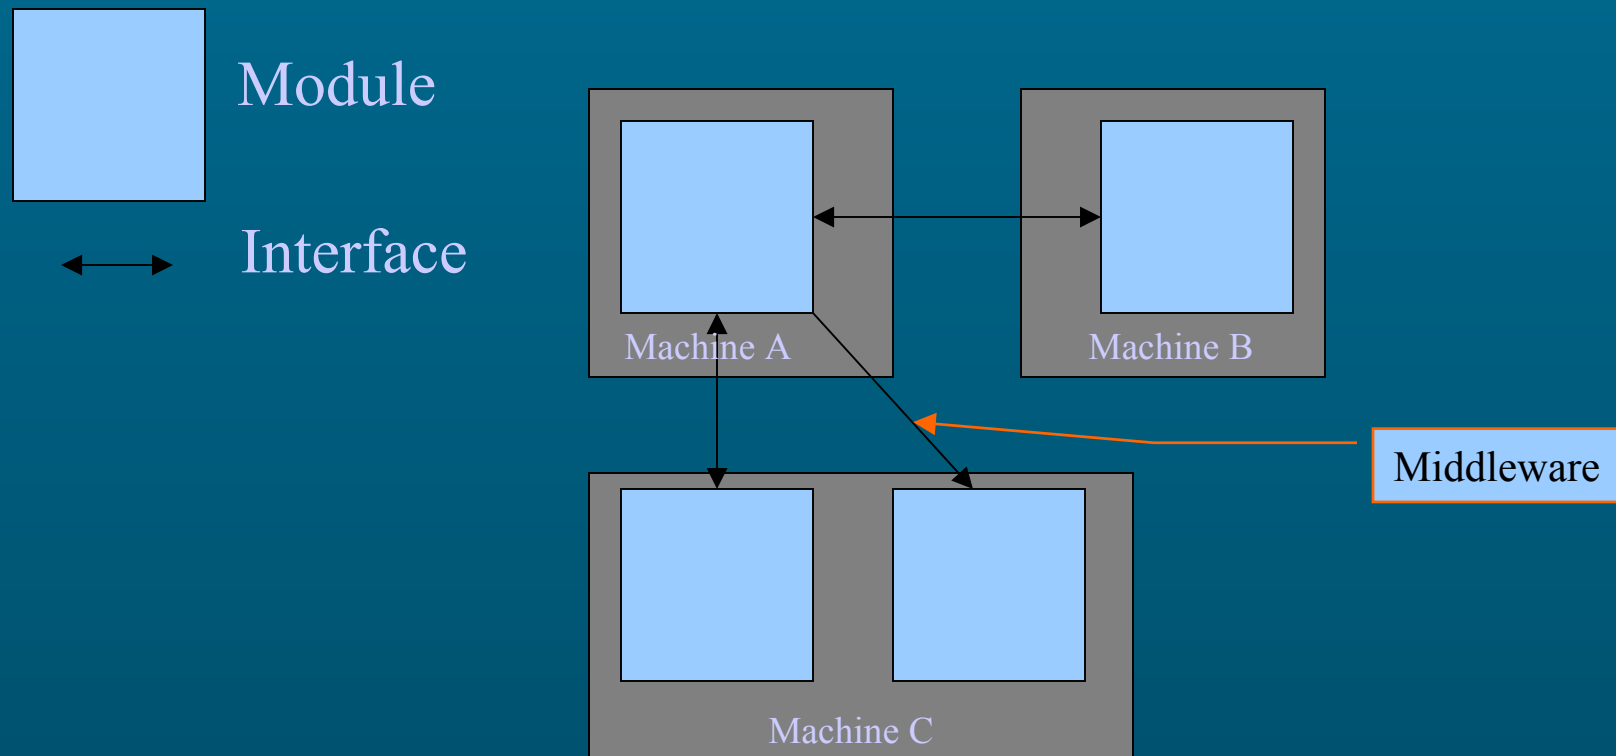 Module
Interface
Machine A
Machine B
Middleware
Machine C